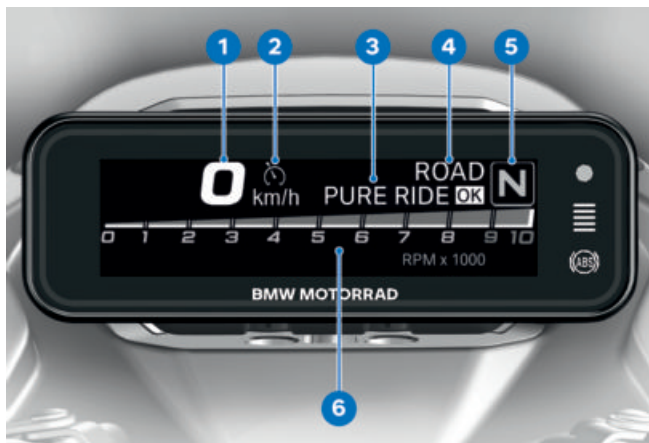 1 2 3 4 5
0 km/h ROAD
PURE RIDE OK N
0 1 2 3 4 5 6 7 8 9 10
RPM x 1000
ABS
BMW MOTORRAD
6